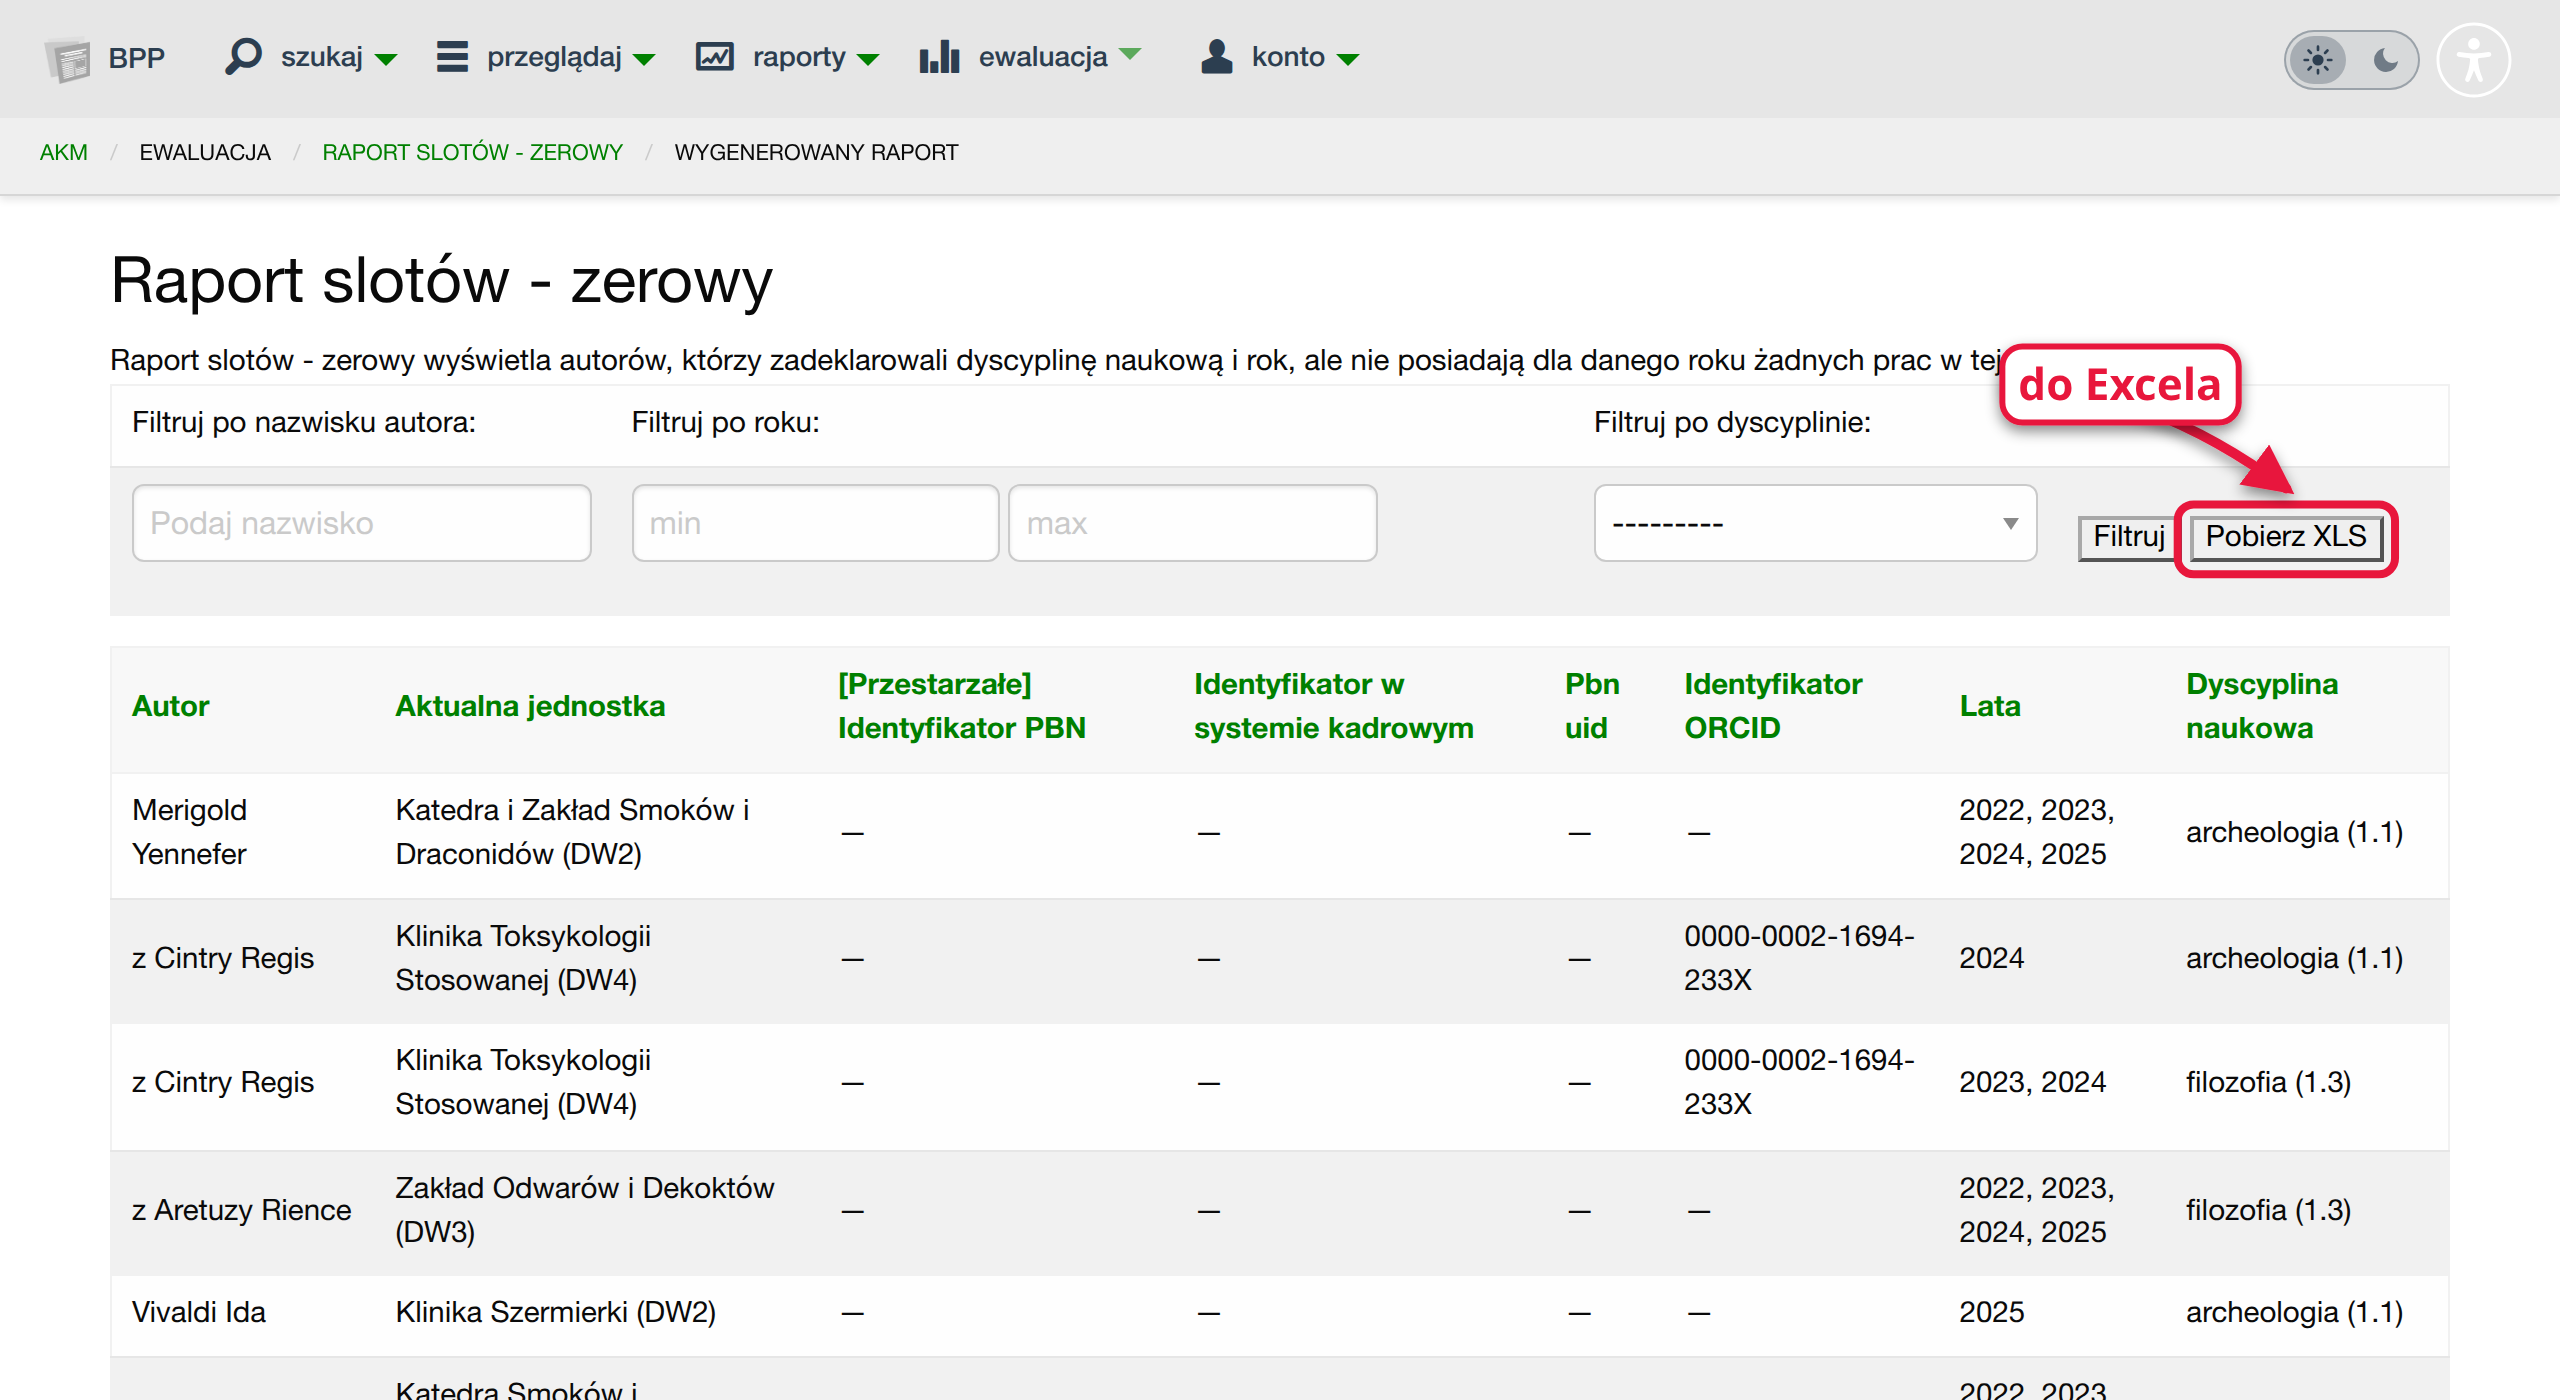 BPP szukaj przeglądaj raporty ewaluacja konto
AKM / EWALUACJA / RAPORT SLOTÓW - ZEROWY / WYGENEROWANY RAPORT
Raport slotów - zerowy
Raport slotów - zerowy wyświetla autorów, którzy zadeklarowali dyscyplinę naukową i rok, ale nie posiadają dla danego roku żadnych prac w tej
do Excela
Filtruj po nazwisku autora: Filtruj po roku: Filtruj po dyscyplinie:
Podaj nazwisko min max --------- Filtruj Pobierz XLS
Autor Aktualna jednostka [Przestarzałe] Identyfikator PBN Identyfikator w systemie kadrowym Pbn uid Identyfikator ORCID Lata Dyscyplina naukowa
Merigold Yennefer Katedra i Zakład Smoków i Draconidów (DW2) — — — — 2022, 2023, 2024, 2025 archeologia (1.1)
z Cintry Regis Klinika Toksykologii Stosowanej (DW4) — — — 0000-0002-1694-233X 2024 archeologia (1.1)
z Cintry Regis Klinika Toksykologii Stosowanej (DW4) — — — 0000-0002-1694-233X 2023, 2024 filozofia (1.3)
z Aretuzy Rience Zakład Odwarów i Dekoktów (DW3) — — — — 2022, 2023, 2024, 2025 filozofia (1.3)
Vivaldi Ida Klinika Szermierki (DW2) — — — — 2025 archeologia (1.1)
Katedra Smoków i 2022, 2023,